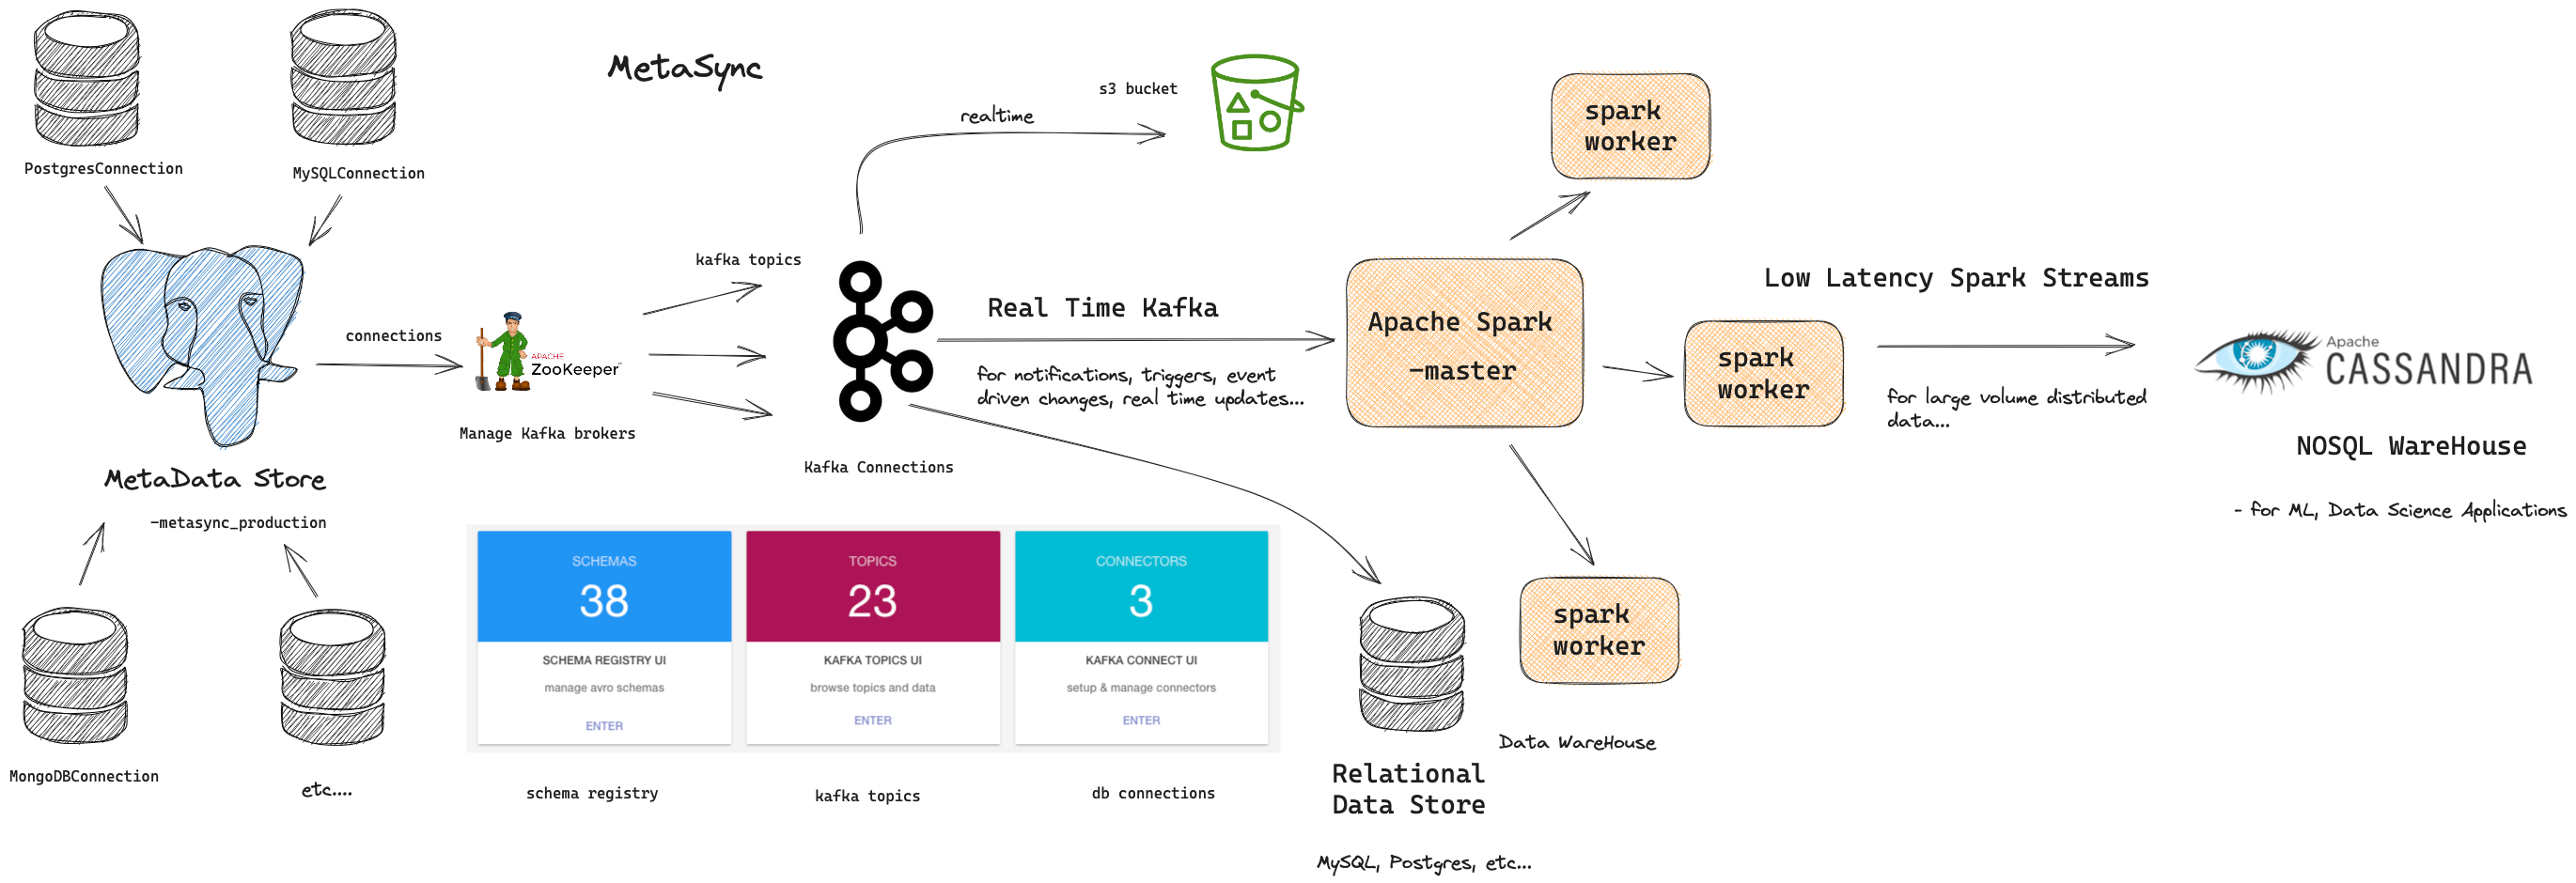 MetaSync
PostgresConnection
MySQLConnection
s3 bucket
realtime
spark
worker
kafka topics
connections
APACHE
ZooKeeper
Manage Kafka brokers
Real Time Kafka
for notifications, triggers, event
driven changes, real time updates...
Kafka Connections
Apache Spark
-master
Low Latency Spark Streams
spark
worker
for large volume distributed
data...
Apache
CASSANDRA
NOSQL WareHouse
- for ML, Data Science Applications
MetaData Store
-metasync_production
MongoDBConnection
etc....
SCHEMAS
38
SCHEMA REGISTRY UI
manage avro schemas
ENTER
schema registry
TOPICS
23
KAFKA TOPICS UI
browse topics and data
ENTER
kafka topics
CONNECTORS
3
KAFKA CONNECT UI
setup & manage connectors
ENTER
db connections
spark
worker
Data WareHouse
Relational
Data Store
MySQL, Postgres, etc...